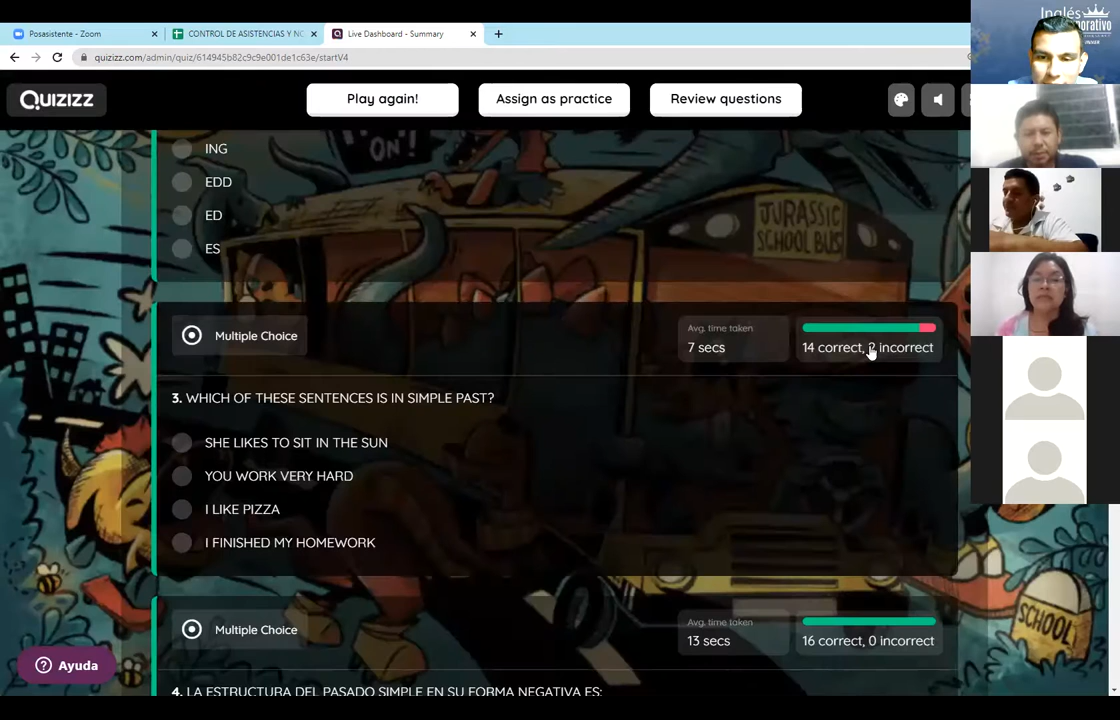 Posasistente - Zoom
CONTROL DE ASISTENCIAS Y NO
Live Dashboard - Summary
quizizz.com/admin/quiz/614945b82c9c9e001de1c63e/startV4
Inglés
QUIZIZZ
Play again!
Assign as practice
Review questions
ON!
JURASSIC
SCHOOL BUS
ING
EDD
ED
ES
Multiple Choice
Avg. time taken
7 secs
14 correct, 2 incorrect
3. WHICH OF THESE SENTENCES IS IN SIMPLE PAST?
SHE LIKES TO SIT IN THE SUN
YOU WORK VERY HARD
I LIKE PIZZA
I FINISHED MY HOMEWORK
Multiple Choice
Avg. time taken
13 secs
16 correct, 0 incorrect
SCHOOL
Ayuda
4. LA ESTRUCTURA DEL PASADO SIMPLE EN SU FORMA NEGATIVA ES: